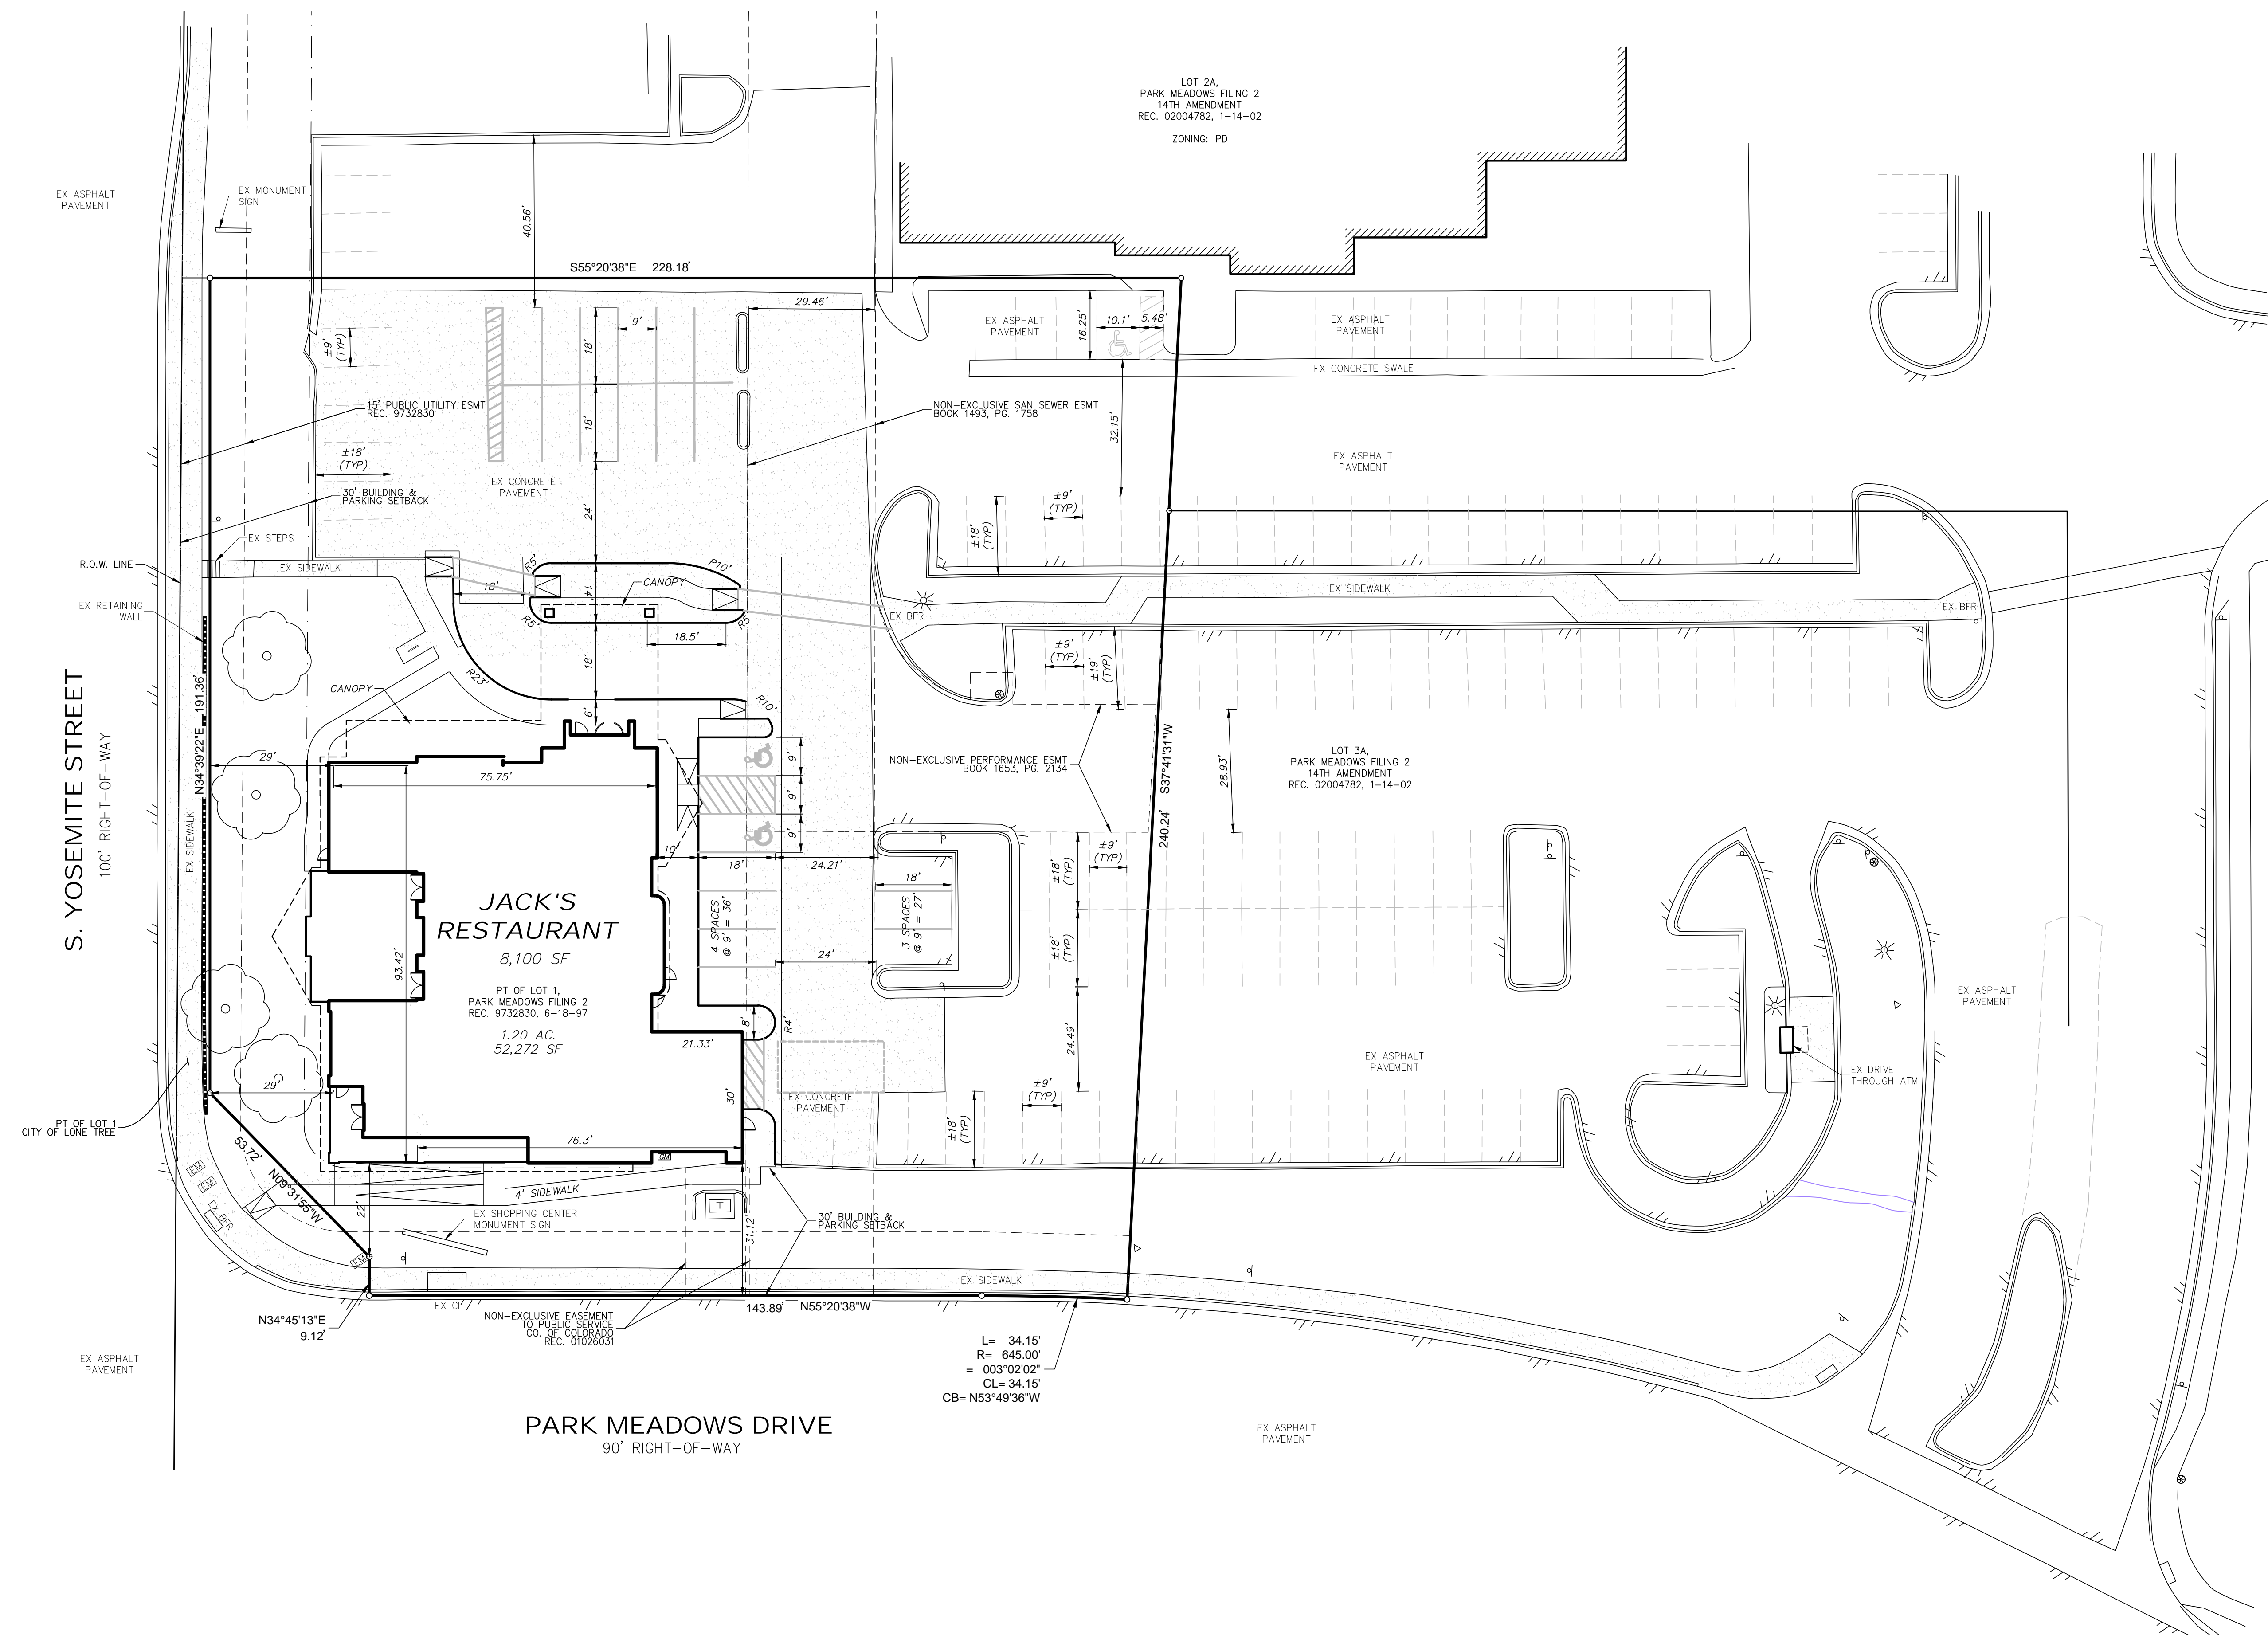 LOT 2A,
PARK MEADOWS FILING 2
14TH AMENDMENT
REC. 02004782, 1-14-02
ZONING: PD
EX ASPHALT
PAVEMENT
EX MONUMENT
SIGN
40.56'
S55°20'38"E 228.18'
29.46'
9'
18'
±9'
(TYP)
EX ASPHALT
PAVEMENT
16.25'
10.1'
5.48'
EX ASPHALT
PAVEMENT
EX CONCRETE SWALE
15' PUBLIC UTILITY ESMT
REC. 9732830
18'
NON-EXCLUSIVE SAN SEWER ESMT
BOOK 1493, PG. 1758
32.15'
±18'
(TYP)
EX CONCRETE
PAVEMENT
EX ASPHALT
PAVEMENT
30' BUILDING &
PARKING SETBACK
24'
±18'
(TYP)
±9'
(TYP)
EX STEPS
R.O.W. LINE
EX SIDEWALK
R5'
R10'
CANOPY
18'
14'
EX SIDEWALK
EX RETAINING
WALL
EX BFR
EX BFR
R5'
R5'
18.5'
±9'
(TYP)
±19'
(TYP)
18'
R23'
CANOPY
R10'
6'
S. YOSEMITE STREET
100' RIGHT-OF-WAY
N34°39'22"E 191.36'
29'
75.75'
9'
9'
9'
NON-EXCLUSIVE PERFORMANCE ESMT
BOOK 1653, PG. 2134
240.24' S37°41'31"W
28.93'
LOT 3A,
PARK MEADOWS FILING 2
14TH AMENDMENT
REC. 02004782, 1-14-02
EX SIDEWALK
10'
18'
24.21'
±18'
(TYP)
±9'
(TYP)
18'
JACK'S
RESTAURANT
8,100 SF
4 SPACES
@ 9' = 36'
3 SPACES
@ 9' = 27'
93.42'
24'
±18'
(TYP)
PT OF LOT 1,
PARK MEADOWS FILING 2
REC. 9732830, 6-18-97
1.20 AC.
52,272 SF
EX ASPHALT
PAVEMENT
8'
R4'
21.33'
24.49'
EX ASPHALT
PAVEMENT
EX DRIVE-
THROUGH ATM
29'
30'
EX CONCRETE
PAVEMENT
±9'
(TYP)
±18'
(TYP)
PT OF LOT 1
CITY OF LONE TREE
53.72'
N09°31'55"W
76.3'
GM
EM
EM
EX BFR
4' SIDEWALK
22'
T
EX SHOPPING CENTER
MONUMENT SIGN
31.12'
30' BUILDING &
PARKING SETBACK
EM
EX SIDEWALK
EX CI
143.89' N55°20'38"W
N34°45'13"E
9.12'
NON-EXCLUSIVE EASEMENT
TO PUBLIC SERVICE
CO. OF COLORADO
REC. 01026031
L= 34.15'
R= 645.00'
= 003°02'02"
CL= 34.15'
CB= N53°49'36"W
EX ASPHALT
PAVEMENT
PARK MEADOWS DRIVE
90' RIGHT-OF-WAY
EX ASPHALT
PAVEMENT